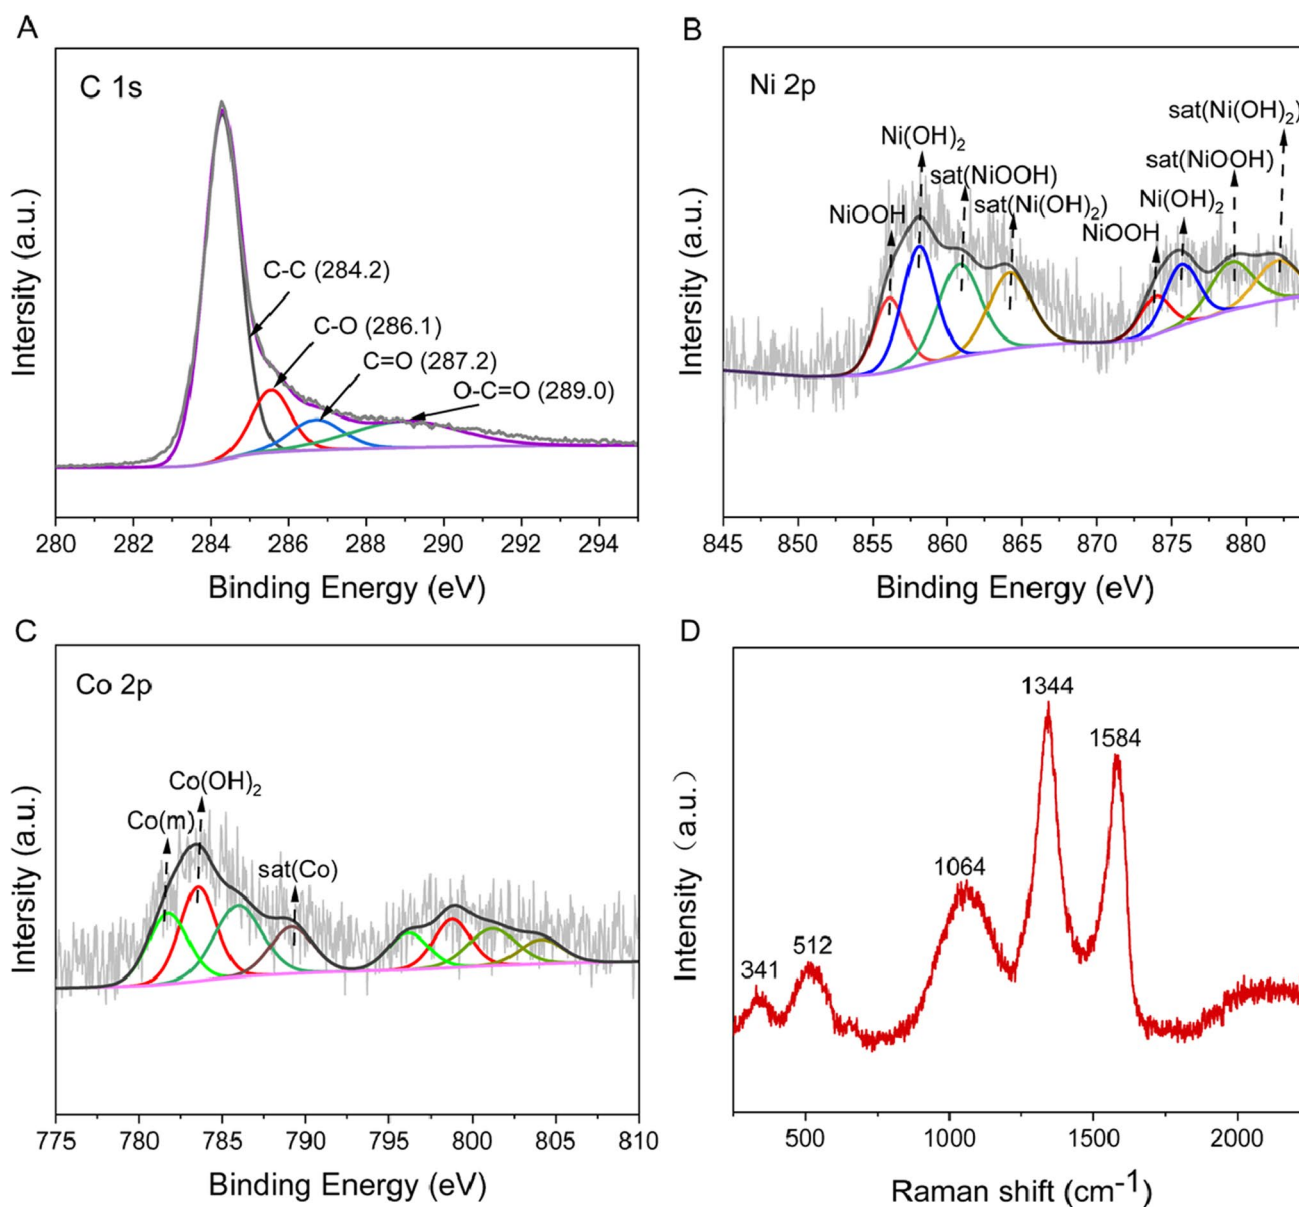 A
C 1s
C-C (284.2)
C-O (286.1)
C=O (287.2)
O-C=O (289.0)
Intensity (a.u.)
280 282 284 286 288 290 292 294
Binding Energy (eV)
B
Ni 2p
sat(Ni(OH)2)
Ni(OH)2
sat(NiOOH)
sat(NiOOH)
NiOOH
sat(Ni(OH)2)
Ni(OH)2
NiOOH
Intensity (a.u.)
845 850 855 860 865 870 875 880
Binding Energy (eV)
C
Co 2p
Co(OH)2
Co(m)
sat(Co)
Intensity (a.u.)
775 780 785 790 795 800 805 810
Binding Energy (eV)
D
1344
1584
1064
512
341
Intensity (a.u.)
500 1000 1500 2000
Raman shift (cm-1)